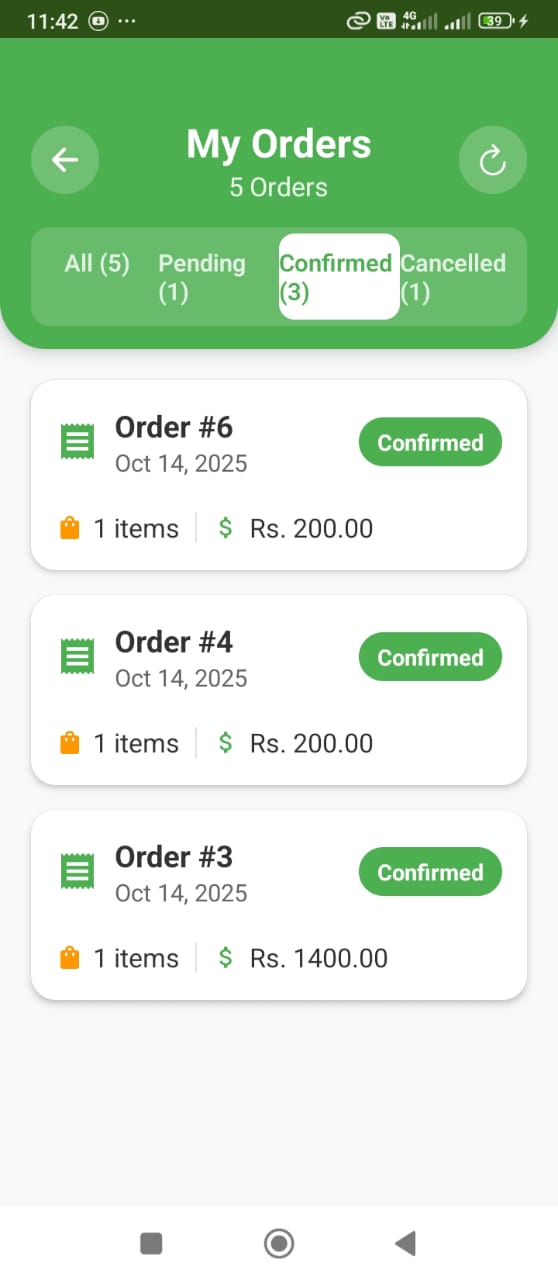 11:42
Vo LTE 4G 39
My Orders
5 Orders
All (5) Pending Confirmed Cancelled
(1) (3) (1)
Order #6
Oct 14, 2025
Confirmed
1 items $ Rs. 200.00
Order #4
Oct 14, 2025
Confirmed
1 items $ Rs. 200.00
Order #3
Oct 14, 2025
Confirmed
1 items $ Rs. 1400.00